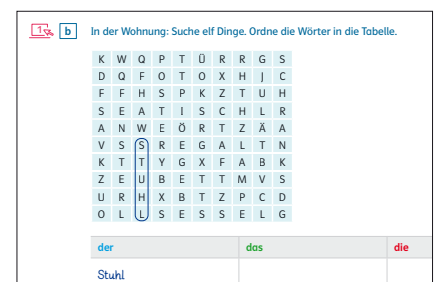 1 b In der Wohnung: Suche elf Dinge. Ordne die Wörter in die Tabelle.
K W Q P T Ü R R G S
D Q F O T O X H J C
F F H S P K Z T U H
S E A T I S C H L R
A N W E Ö R T Z Ä A
V S S R E G A L T N
K T T Y G X F A B K
Z E U B E T T M V S
U R H X B T Z P C D
O L L S E S S E L G
der das die
Stuhl